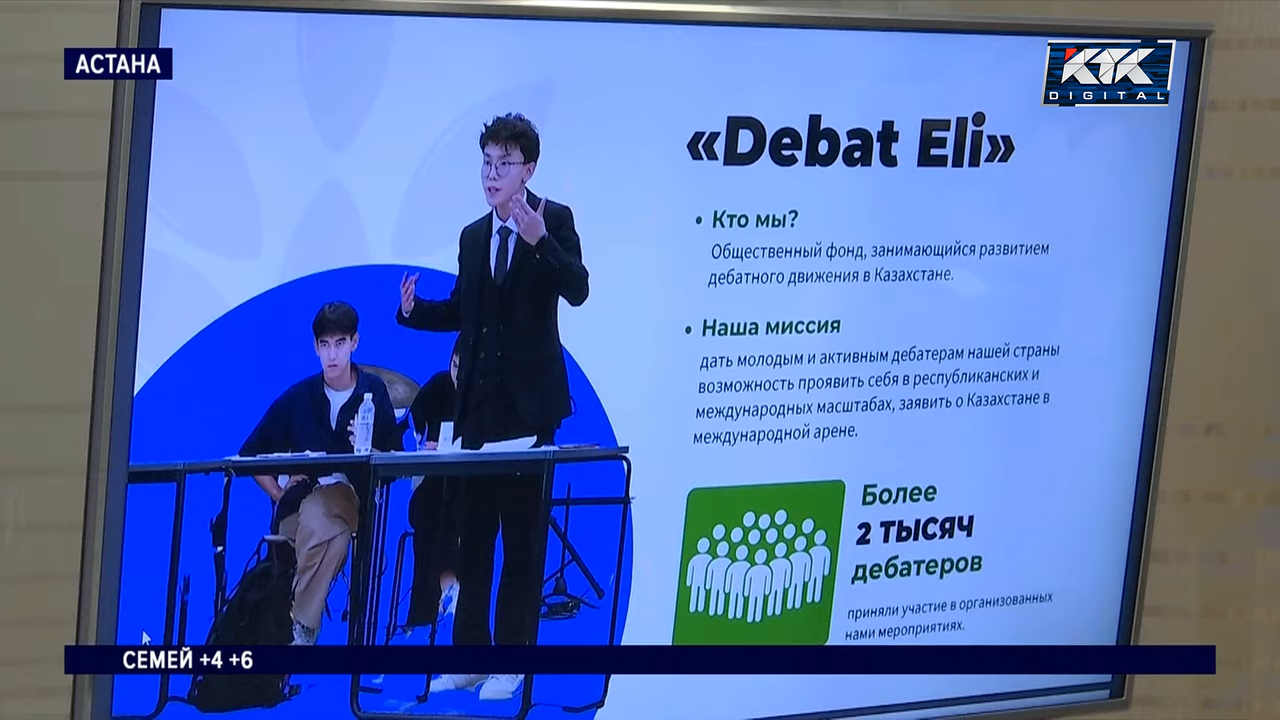 АСТАНА
КТК
DIGITAL
«Debat Eli»
• Кто мы?
Общественный фонд, занимающийся развитием
дебатного движения в Казахстане.
• Наша миссия
дать молодым и активным дебатерам нашей страны
возможность проявить себя в республиканских и
международных масштабах, заявить о Казахстане в
международной арене.
Более
2 ТЫСЯЧ
дебатеров
приняли участие в организованных
нами мероприятиях.
СЕМЕЙ +4 +6